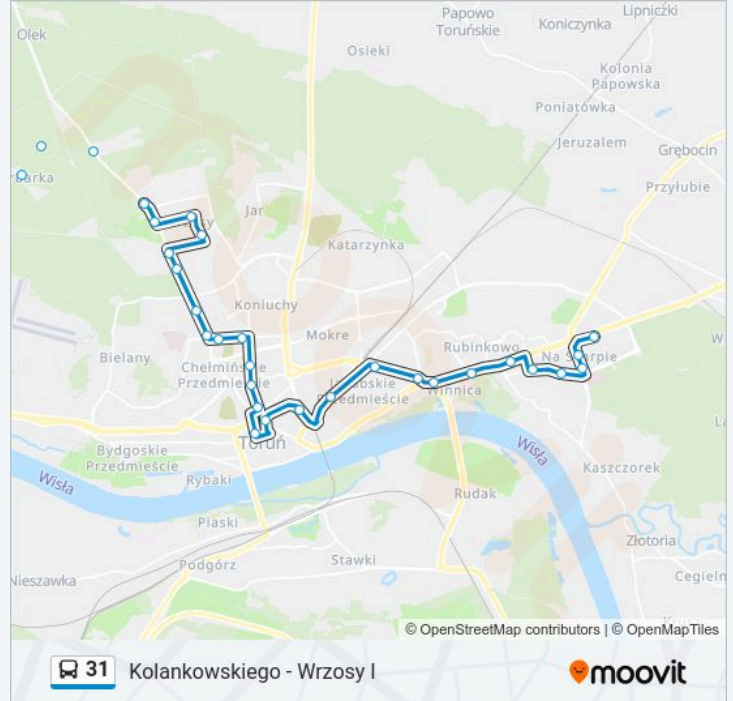 Lipniczki
Papowo
Toruńskie
Koniczynka
Olek
Osieki
Kolonia
Papowska
Poniatówka
Jeruzalem
Grębocin
Przyłubie
Jar
Katarzynka
Koniuchy
Mokre
Bielany
Chełmińskie
Przedmieście
Rubinkowo
Na Skarpie
Winnica
Toruń
Bydgoskie
Przedmieście
Wisła
Wisła
Rybaki
Kaszczorek
Rudak
Piaski
Złotoria
Stawki
Podgórz
Nieszawka
© OpenStreetMap contributors | © OpenMapTiles
31 Kolankowskiego - Wrzosy I
moovit